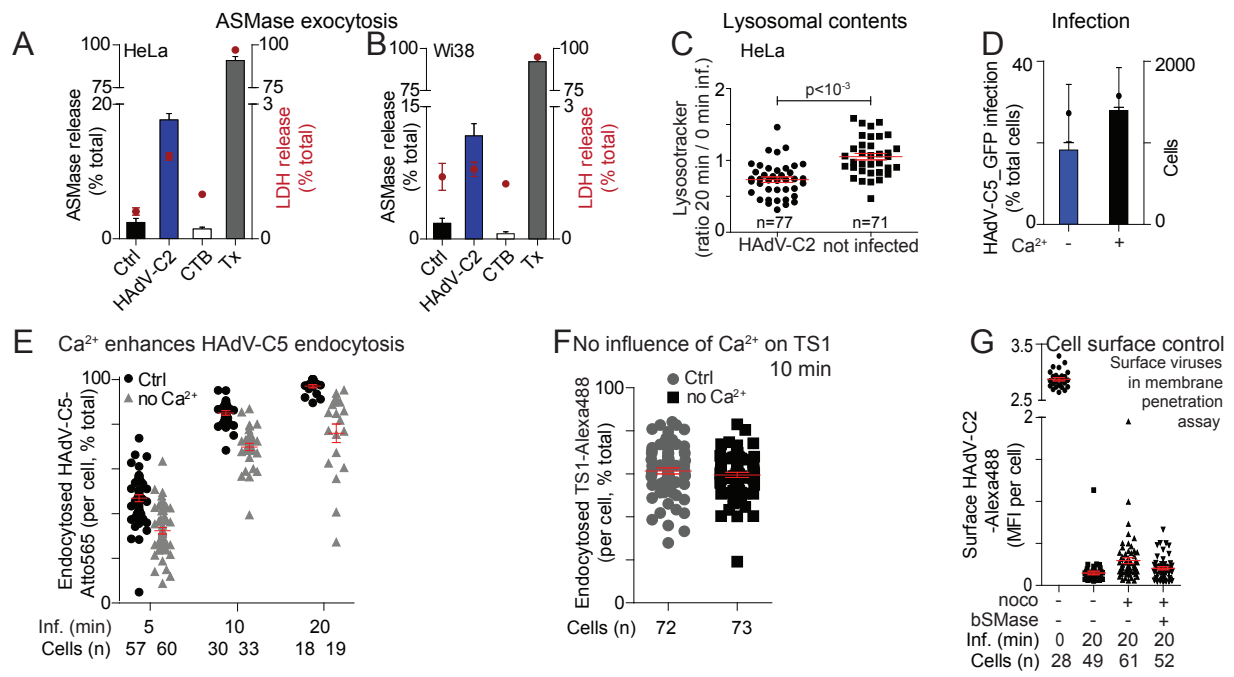 ASMase exocytosis
Lysosomal contents
Infection
A
HeLa
100
75
20
0
ASMase release
(% total)
100
75
3
0
LDH release
(% total)
Ctrl
HAdV-C2
CTB
Tx
B
Wi38
100
75
15
0
ASMase release
(% total)
100
75
3
0
LDH release
(% total)
Ctrl
HAdV-C2
CTB
Tx
C
HeLa
p<10⁻³
Lysosotracker
(ratio 20 min / 0 min inf.)
2
1
0
n=77
n=71
HAdV-C2
not infected
D
HAdV-C5_GFP infection
(% total cells)
40
0
2000
0
Cells
Ca²⁺
-
+
E
Ca²⁺ enhances HAdV-C5 endocytosis
Ctrl
no Ca²⁺
Endocytosed HAdV-C5-
Atto565 (per cell, % total)
100
0
Inf. (min) 5 10 20
Cells (n) 57 60 30 33 18 19
F
No influence of Ca²⁺ on TS1
10 min
Ctrl
no Ca²⁺
Endocytosed TS1-Alexa488
(per cell, % total)
100
0
Cells (n) 72 73
G
Cell surface control
Surface viruses
in membrane
penetration
assay
Surface HAdV-C2
-Alexa488
(MFI per cell)
3.5
2.5
2
0
noco - - + +
bSMase - - - +
Inf. (min) 0 20 20 20
Cells (n) 28 49 61 52